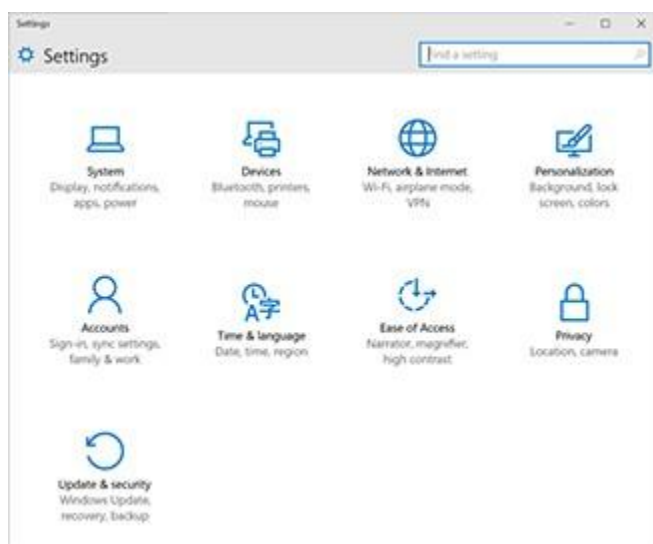 Settings
Settings
Find a setting
System
Display, notifications,
apps, power
Devices
Bluetooth, printers,
mouse
Network & Internet
Wi-Fi, airplane mode,
VPN
Personalization
Background, lock
screen, colors
Accounts
Sign-in, sync settings,
family & work
A字
Time & language
Date, time, region
Ease of Access
Narrator, magnifier,
high contrast
Privacy
Location, camera
Update & security
Windows Update,
recovery, backup